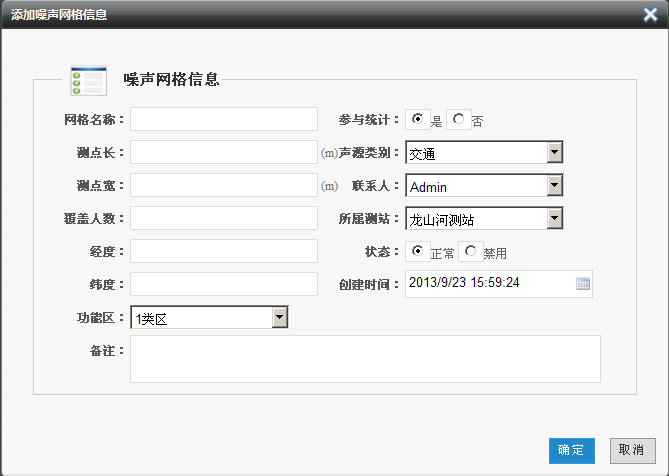 添加噪声网格信息
噪声网格信息
网格名称： 参与统计： 是 否
测点长： (m) 声源类别： 交通
测点宽： (m) 联系人： Admin
覆盖人数： 所属测站： 龙山河测站
经度： 状态： 正常 禁用
纬度： 创建时间： 2013/9/23 15:59:24
功能区： 1类区
备注：
确定 取消